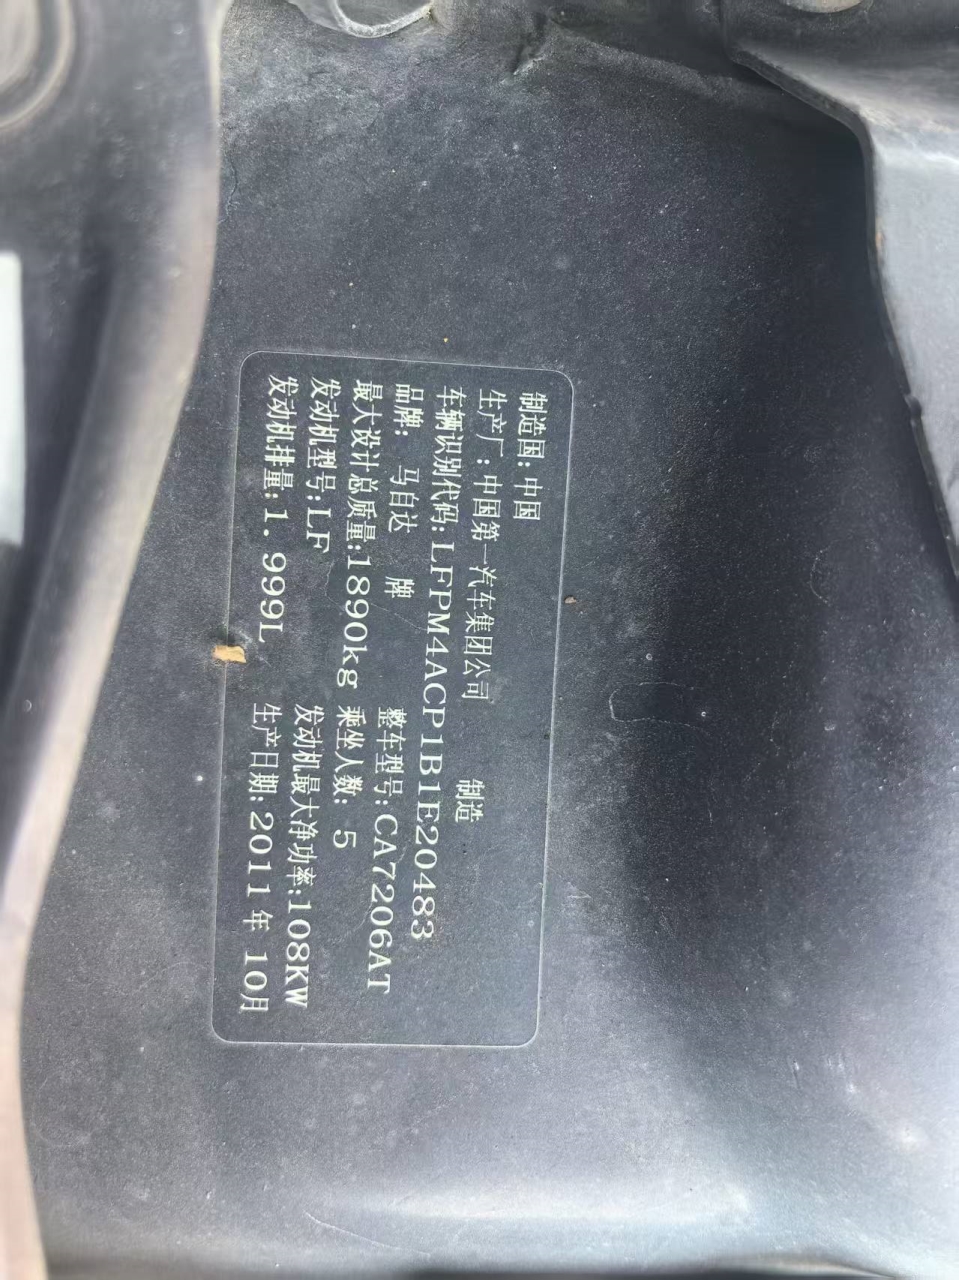 制造国:中国
生产厂:中国第一汽车集团公司 制造
车辆识别代码:LFPM4ACP1B1E20483
品牌: 马自达 牌 整车型号:CA7206AT
最大设计总质量:1890kg 乘坐人数: 5
发动机型号:LF 发动机最大净功率:108KW
发动机排量:1.999L 生产日期:2011年 10月